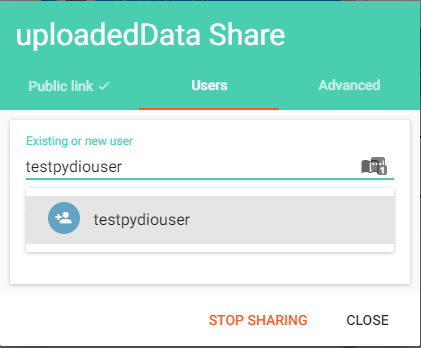 uploadedData Share
Public link ✓ Users Advanced
Existing or new user
testpydiouser
testpydiouser
STOP SHARING CLOSE